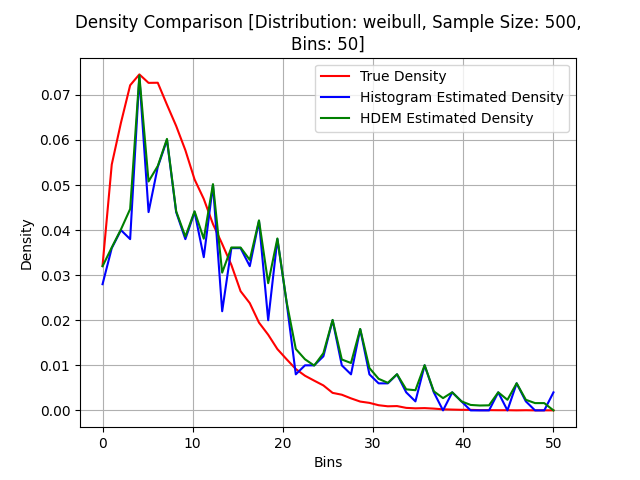 Density Comparison [Distribution: weibull, Sample Size: 500,
Bins: 50]
True Density
Histogram Estimated Density
HDEM Estimated Density
Density
0.07
0.06
0.05
0.04
0.03
0.02
0.01
0.00
0 10 20 30 40 50
Bins